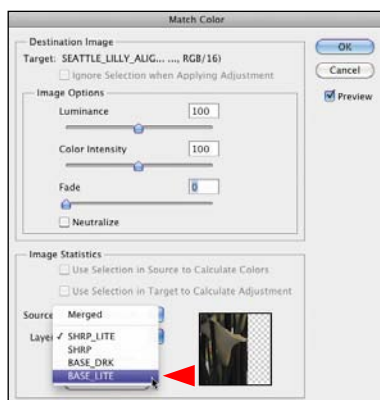 Match Color
Destination Image
Target: SEATTLE_LILLY_ALIG... ..., RGB/16)
Ignore Selection when Applying Adjustment
Image Options
Luminance 100
Color Intensity 100
Fade 0
Neutralize
OK
Cancel
Preview
Image Statistics
Use Selection in Source to Calculate Colors
Use Selection in Target to Calculate Adjustment
Source
Merged
Layer
SHRP_LITE
SHRP
BASE_DRK
BASE_LITE